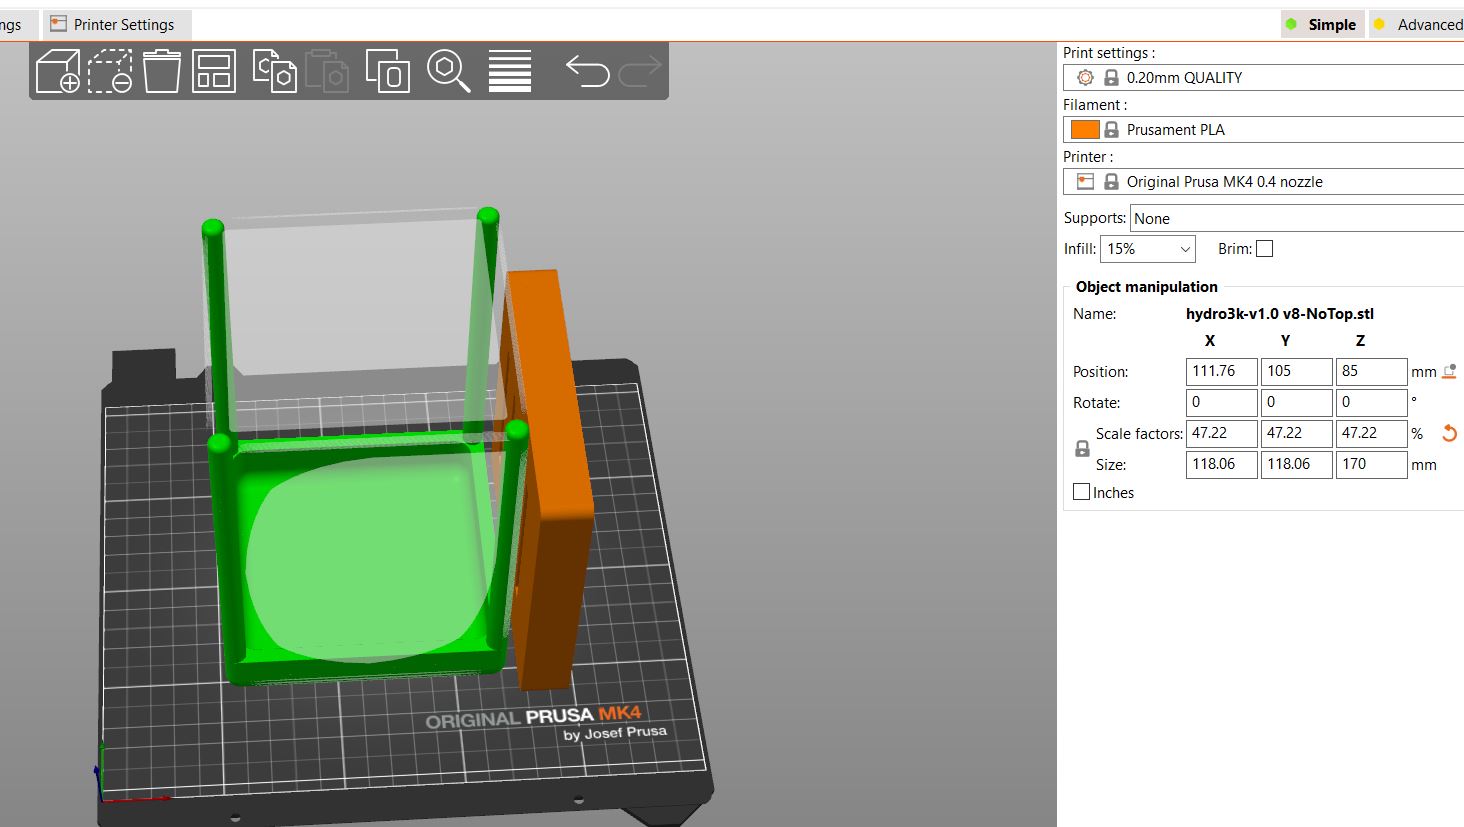 ngs
Printer Settings
Simple
Advanced
Print settings :
0.20mm QUALITY
Filament :
Prusament PLA
Printer :
Original Prusa MK4 0.4 nozzle
Supports: None
Infill: 15% Brim:
Object manipulation
Name: hydro3k-v1.0 v8-NoTop.stl
X Y Z
Position: 111.76 105 85 mm
Rotate: 0 0 0 °
Scale factors: 47.22 47.22 47.22 %
Size: 118.06 118.06 170 mm
Inches
ORIGINAL PRUSA MK4
by Josef Prusa